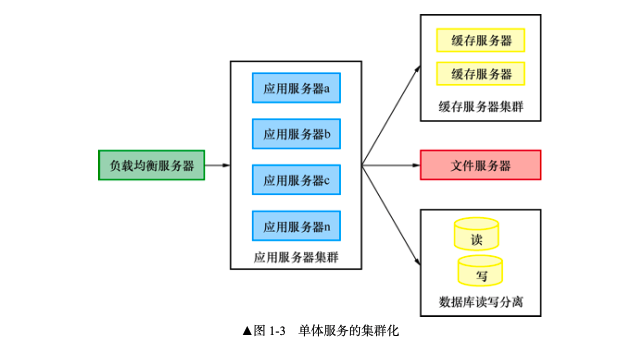 负载均衡服务器
应用服务器a
应用服务器b
应用服务器c
应用服务器n
应用服务器集群
缓存服务器
缓存服务器
缓存服务器集群
文件服务器
读
写
数据库读写分离
▲图 1-3 单体服务的集群化